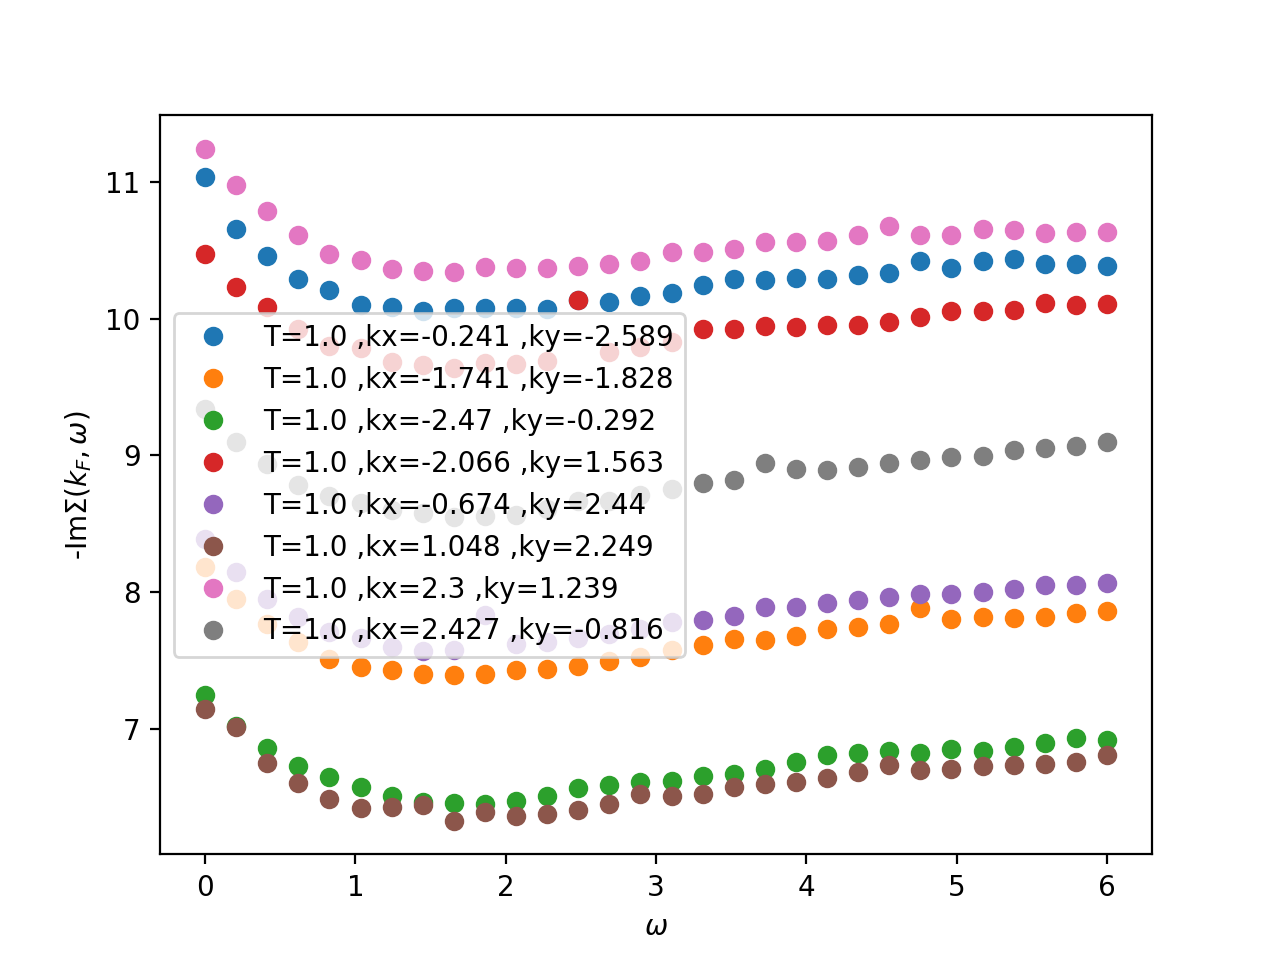 11
10
9
8
7
-ImΣ(k_F, ω)
T=1.0 ,kx=-0.241 ,ky=-2.589
T=1.0 ,kx=-1.741 ,ky=-1.828
T=1.0 ,kx=-2.47 ,ky=-0.292
T=1.0 ,kx=-2.066 ,ky=1.563
T=1.0 ,kx=-0.674 ,ky=2.44
T=1.0 ,kx=1.048 ,ky=2.249
T=1.0 ,kx=2.3 ,ky=1.239
T=1.0 ,kx=2.427 ,ky=-0.816
0 1 2 3 4 5 6
ω